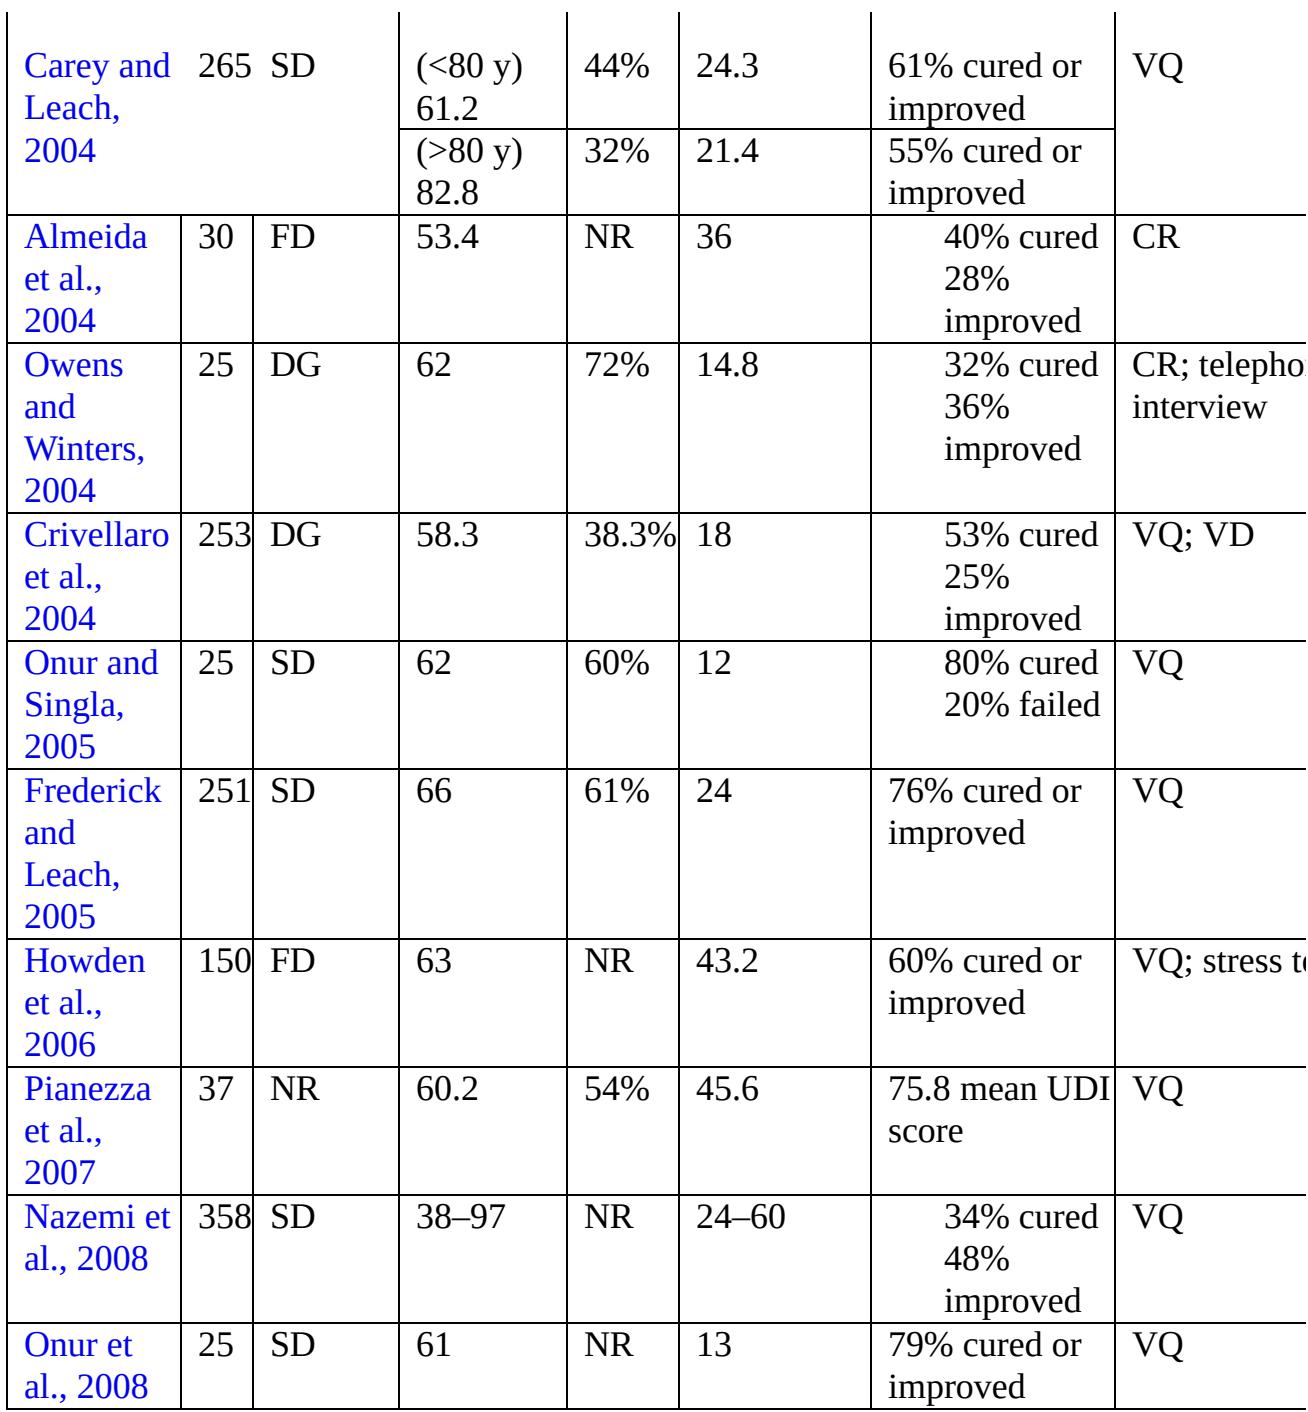 Carey and 265 SD (<80 y) 44% 24.3 61% cured or VQ
Leach, 61.2 improved
2004 (>80 y) 32% 21.4 55% cured or
82.8 improved
Almeida 30 FD 53.4 NR 36 40% cured CR
et al., 28%
2004 improved
Owens 25 DG 62 72% 14.8 32% cured CR;
and 36% interview
Winters, improved
2004
Crivellaro 253 DG 58.3 38.3% 18 53% cured VQ; VD
et al., 25%
2004 improved
Onur and 25 SD 62 60% 12 80% cured VQ
Singla, 20% failed
2005
Frederick 251 SD 66 61% 24 76% cured or VQ
and improved
Leach,
2005
Howden 150 FD 63 NR 43.2 60% cured or VQ; stress
et al., improved
2006
Pianezza 37 NR 60.2 54% 45.6 75.8 mean UDI VQ
et al., score
2007
Nazemi et 358 SD 38–97 NR 24–60 34% cured VQ
al., 2008 48%
improved
Onur et 25 SD 61 NR 13 79% cured or VQ
al., 2008 improved